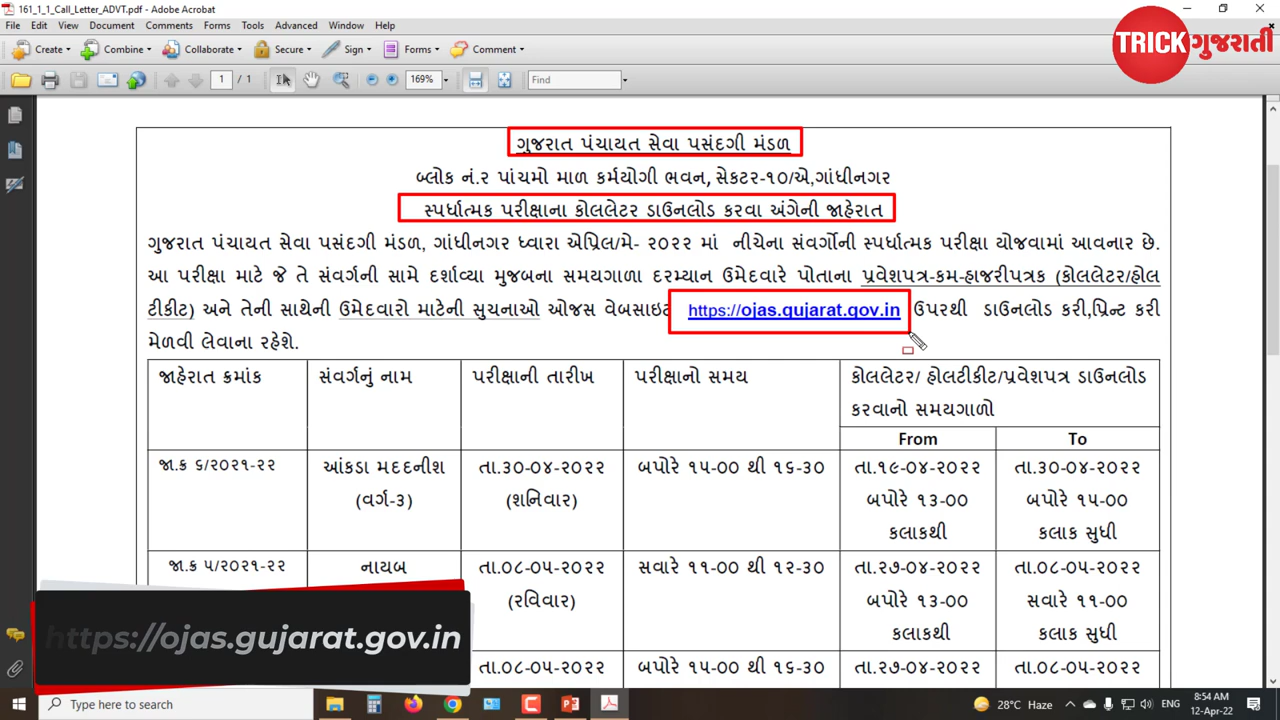 161_1_1_Call_Letter_ADVT.pdf - Adobe Acrobat
File Edit View Document Comments Forms Tools Advanced Window Help
Create Combine Collaborate Secure Sign Forms Comment
1 / 1 169% Find
TRICK ગુજરાતી
ગુજરાત પંચાયત સેવા પસંદગી મંડળ
બ્લોક નં.૨ પાંચમો માળ કર્મયોગી ભવન, સેકટર-૧૦/એ,ગાંધીનગર
સ્પર્ધાત્મક પરીક્ષાના કોલલેટર ડાઉનલોડ કરવા અંગેની જાહેરાત
ગુજરાત પંચાયત સેવા પસંદગી મંડળ, ગાંધીનગર ધ્વારા એપ્રિલ/મે- ૨૦૨૨ માં નીચેના સંવર્ગોની સ્પર્ધાત્મક પરીક્ષા યોજવામાં આવનાર છે.
આ પરીક્ષા માટે જે તે સંવર્ગની સામે દર્શાવ્યા મુજબના સમયગાળા દરમ્યાન ઉમેદવારે પોતાના પ્રવેશપત્ર-કમ-હાજરીપત્રક (કોલલેટર/હોલ
ટીકીટ) અને તેની સાથેની ઉમેદવારો માટેની સુચનાઓ ઓજસ વેબસાઇટ https://ojas.gujarat.gov.in ઉપરથી ડાઉનલોડ કરી,પ્રિન્ટ કરી
મેળવી લેવાના રહેશે.
જાહેરાત ક્રમાંક સંવર્ગનું નામ પરીક્ષાની તારીખ પરીક્ષાનો સમય કોલલેટર/ હોલટીકીટ/પ્રવેશપત્ર ડાઉનલોડ
કરવાનો સમયગાળો
From To
જા.ક્ર ૬/૨૦૨૧-૨૨ આંકડા મદદનીશ તા.૩૦-૦૪-૨૦૨૨ બપોરે ૧૫-૦૦ થી ૧૬-૩૦ તા.૧૯-૦૪-૨૦૨૨ તા.૩૦-૦૪-૨૦૨૨
(વર્ગ-૩) (શનિવાર) બપોરે ૧૩-૦૦ બપોરે ૧૫-૦૦
કલાકથી કલાક સુધી
જા.ક્ર ૫/૨૦૨૧-૨૨ નાયબ તા.૦૮-૦૫-૨૦૨૨ સવારે ૧૧-૦૦ થી ૧૨-૩૦ તા.૨૭-૦૪-૨૦૨૨ તા.૦૮-૦૫-૨૦૨૨
(રવિવાર) બપોરે ૧૩-૦૦ સવારે ૧૧-૦૦
કલાકથી કલાક સુધી
https://ojas.gujarat.gov.in
તા.૦૮-૦૫-૨૦૨૨ બપોરે ૧૫-૦૦ થી ૧૬-૩૦ તા.૨૭-૦૪-૨૦૨૨ તા.૦૮-૦૫-૨૦૨૨
Type here to search 28°C Haze ENG 8:54 AM
12-Apr-22